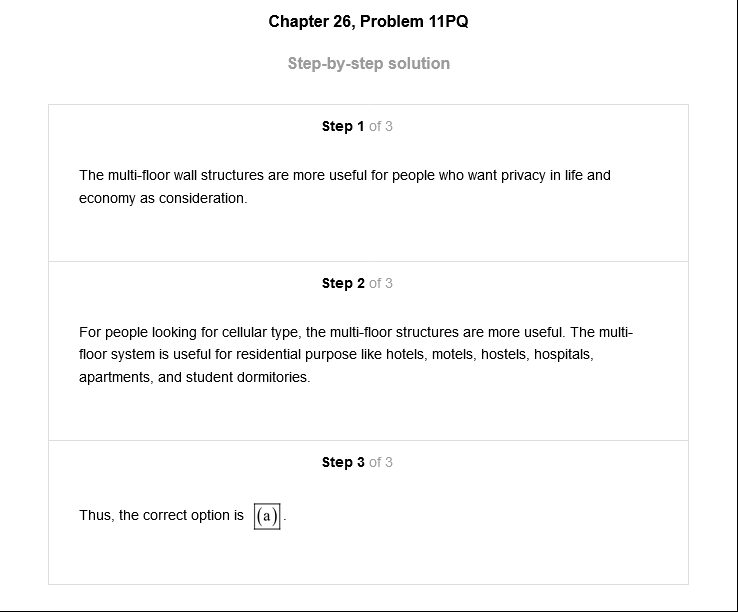 Chapter 26, Problem 11PQ
Step-by-step solution
Step 1 of 3
The multi-floor wall structures are more useful for people who want privacy in life and
economy as consideration.
Step 2 of 3
For people looking for cellular type, the multi-floor structures are more useful. The multi-
floor system is useful for residential purpose like hotels, motels, hostels, hospitals,
apartments, and student dormitories.
Step 3 of 3
Thus, the correct option is (a).